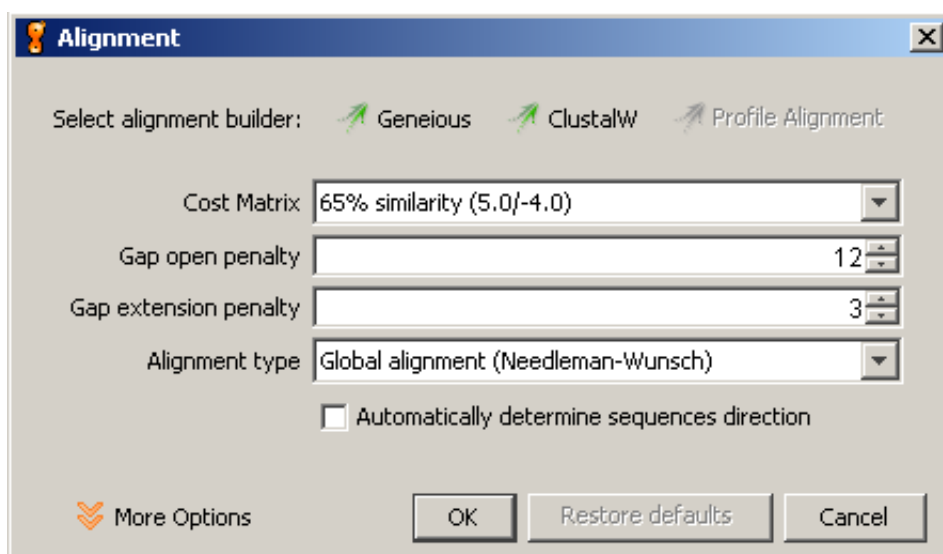 Alignment
Select alignment builder: Geneious ClustalW Profile Alignment
Cost Matrix 65% similarity (5.0/-4.0)
Gap open penalty 12
Gap extension penalty 3
Alignment type Global alignment (Needleman-Wunsch)
Automatically determine sequences direction
More Options OK Restore defaults Cancel